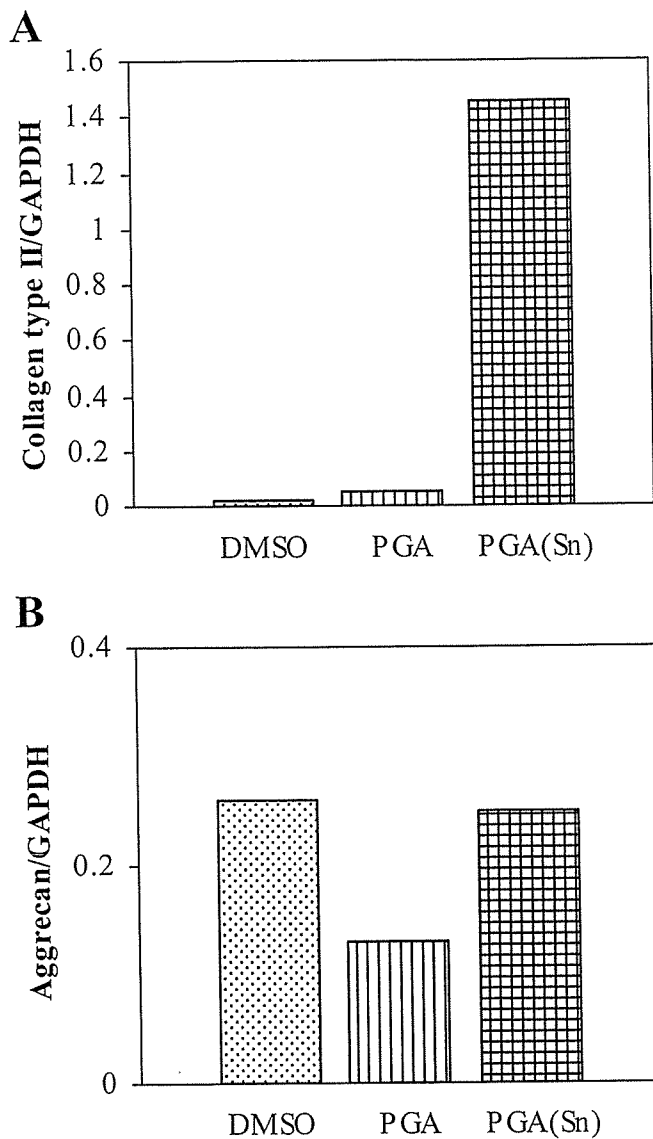 A
Collagen type II/GAPDH
1.6
1.4
1.2
1
0.8
0.6
0.4
0.2
0
DMSO PGA PGA(Sn)
B
Aggrecan/GAPDH
0.4
0.2
0
DMSO PGA PGA(Sn)